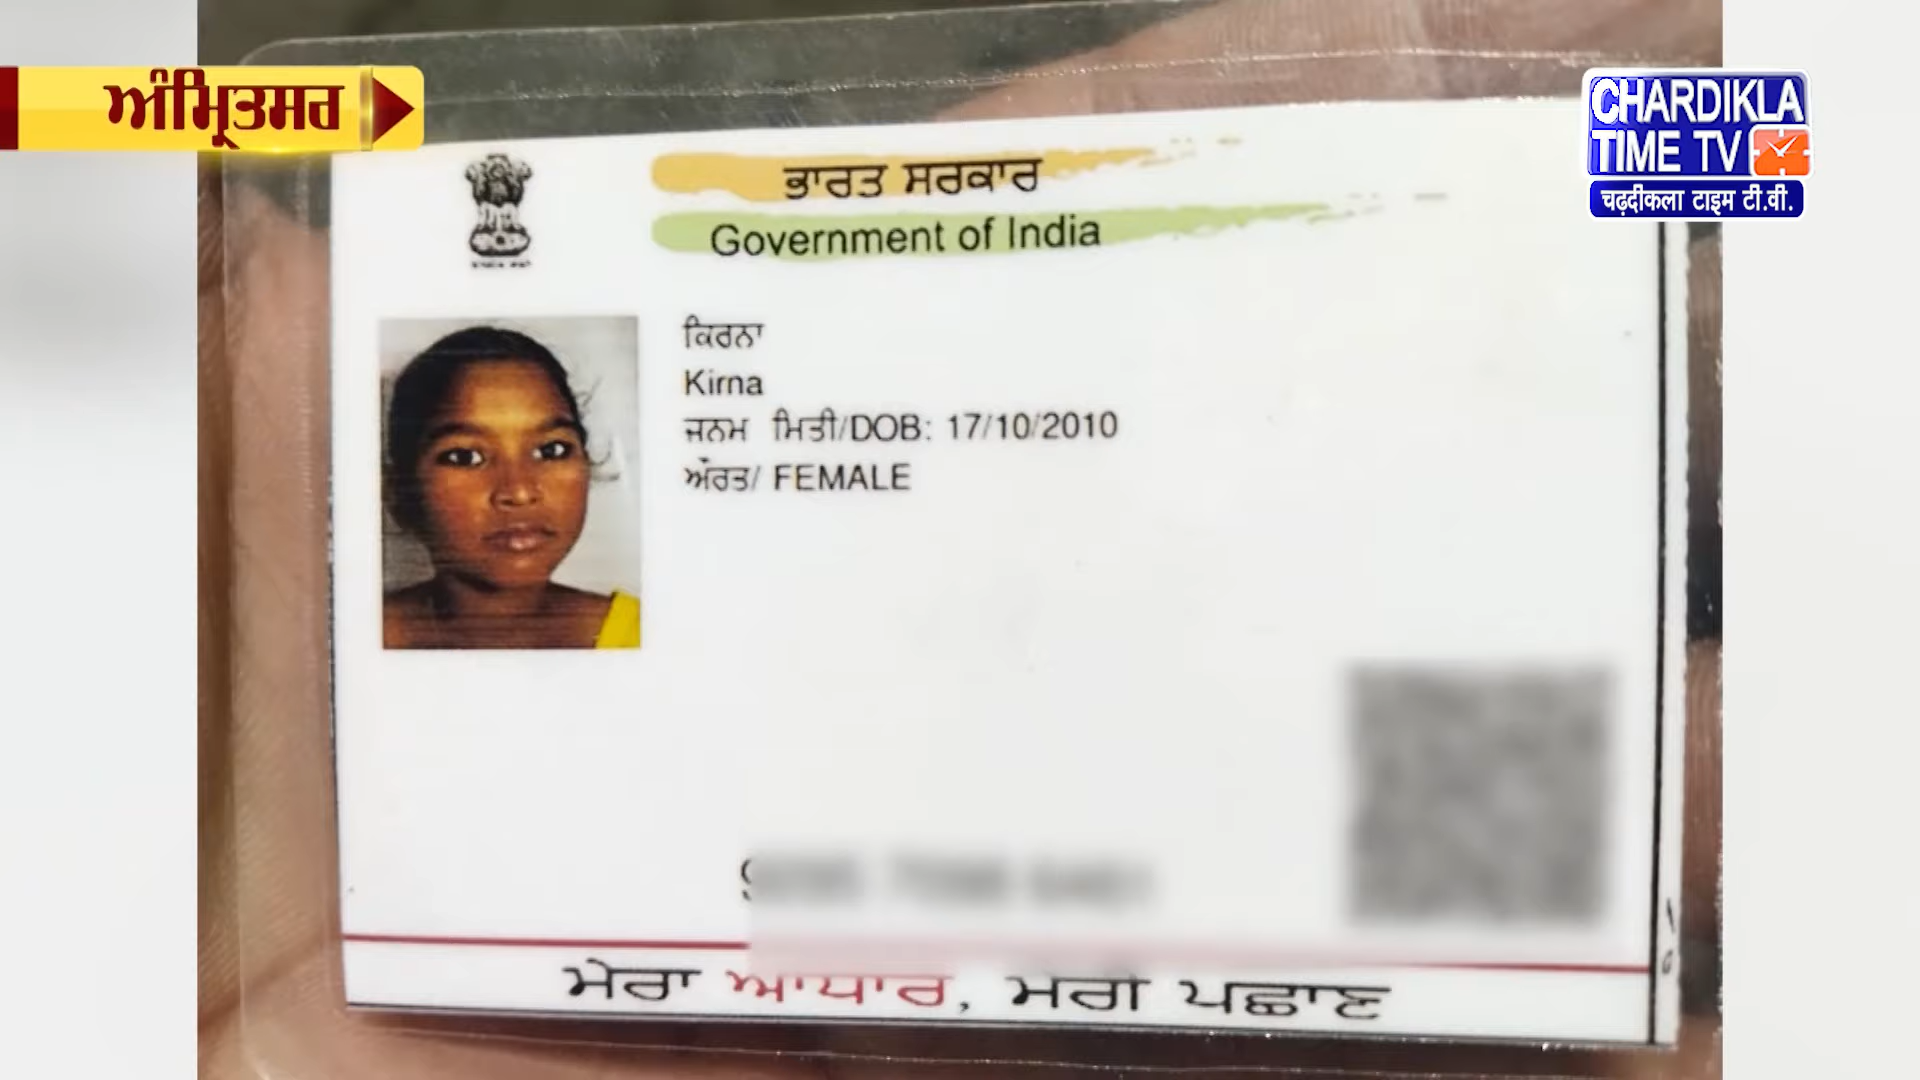 ਅੰਮ੍ਰਿਤਸਰ
CHARDIKLA
TIME TV
चढ़दीकला टाइम टी.वी.
ਭਾਰਤ ਸਰਕਾਰ
Government of India
ਕਿਰਨਾ
Kirna
ਜਨਮ ਮਿਤੀ/DOB: 17/10/2010
ਔਰਤ/ FEMALE
ਮੇਰਾ ਆਧਾਰ, ਮੇਰੀ ਪਛਾਣ